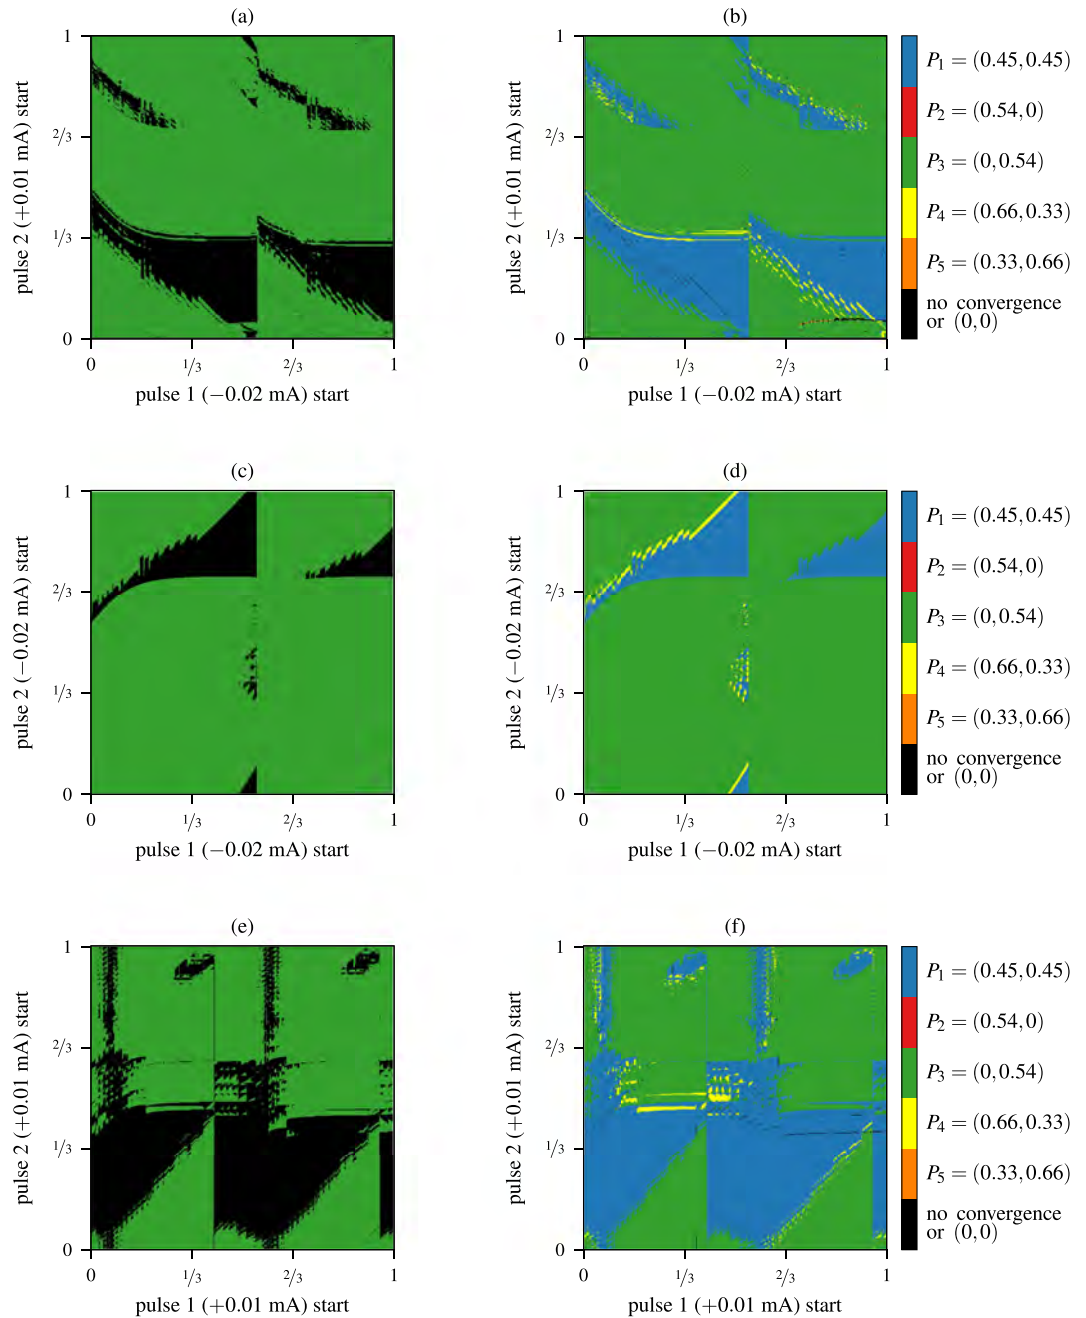 (a)
1
2/3
1/3
0
pulse 2 (+0.01 mA) start
0
1/3
2/3
1
pulse 1 (−0.02 mA) start
(b)
1
2/3
1/3
0
pulse 2 (+0.01 mA) start
0
1/3
2/3
1
pulse 1 (−0.02 mA) start
P1 = (0.45, 0.45)
P2 = (0.54, 0)
P3 = (0, 0.54)
P4 = (0.66, 0.33)
P5 = (0.33, 0.66)
no convergence
or (0,0)
(c)
1
2/3
1/3
0
pulse 2 (−0.02 mA) start
0
1/3
2/3
1
pulse 1 (−0.02 mA) start
(d)
1
2/3
1/3
0
pulse 2 (−0.02 mA) start
0
1/3
2/3
1
pulse 1 (−0.02 mA) start
P1 = (0.45, 0.45)
P2 = (0.54, 0)
P3 = (0, 0.54)
P4 = (0.66, 0.33)
P5 = (0.33, 0.66)
no convergence
or (0,0)
(e)
1
2/3
1/3
0
pulse 2 (+0.01 mA) start
0
1/3
2/3
1
pulse 1 (+0.01 mA) start
(f)
1
2/3
1/3
0
pulse 2 (+0.01 mA) start
0
1/3
2/3
1
pulse 1 (+0.01 mA) start
P1 = (0.45, 0.45)
P2 = (0.54, 0)
P3 = (0, 0.54)
P4 = (0.66, 0.33)
P5 = (0.33, 0.66)
no convergence
or (0,0)